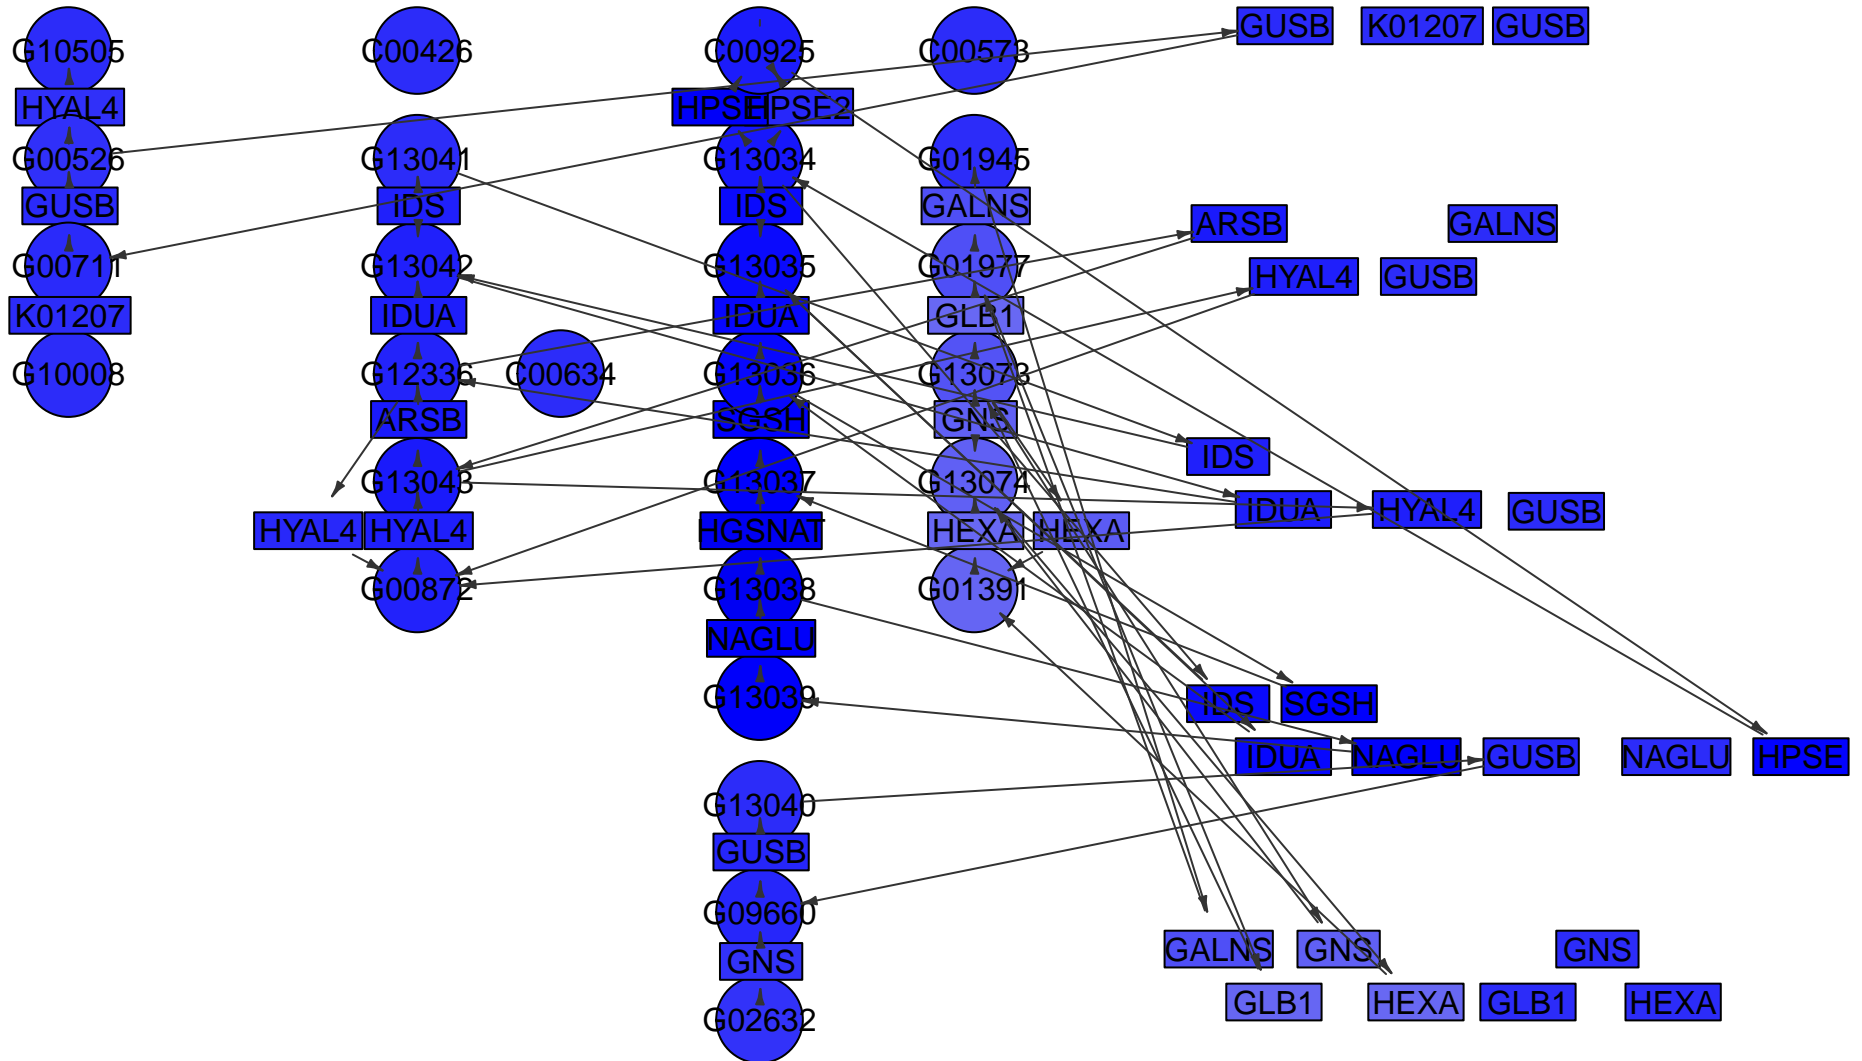 G10505
C00426
C00925
C00573
GUSB
K01207
GUSB
HYAL4
HPSE
HPSE2
G00526
G13041
G13034
G01945
GUSB
IDS
IDS
GALNS
ARSB
GALNS
G00711
G13042
G13035
G01977
HYAL4
GUSB
K01207
IDUA
IDUA
GLB1
G10008
G12336
C00634
G13036
G13073
ARSB
SGSH
GNS
IDS
G13043
G13037
G13074
IDUA
HYAL4
GUSB
HYAL4
HYAL4
HGSNAT
HEXA
HEXA
G00872
G13038
G01391
NAGLU
G13039
IDS
SGSH
IDUA
NAGLU
GUSB
NAGLU
HPSE
G13040
GUSB
G09660
GNS
GALNS
GNS
GNS
G02632
GLB1
HEXA
GLB1
HEXA